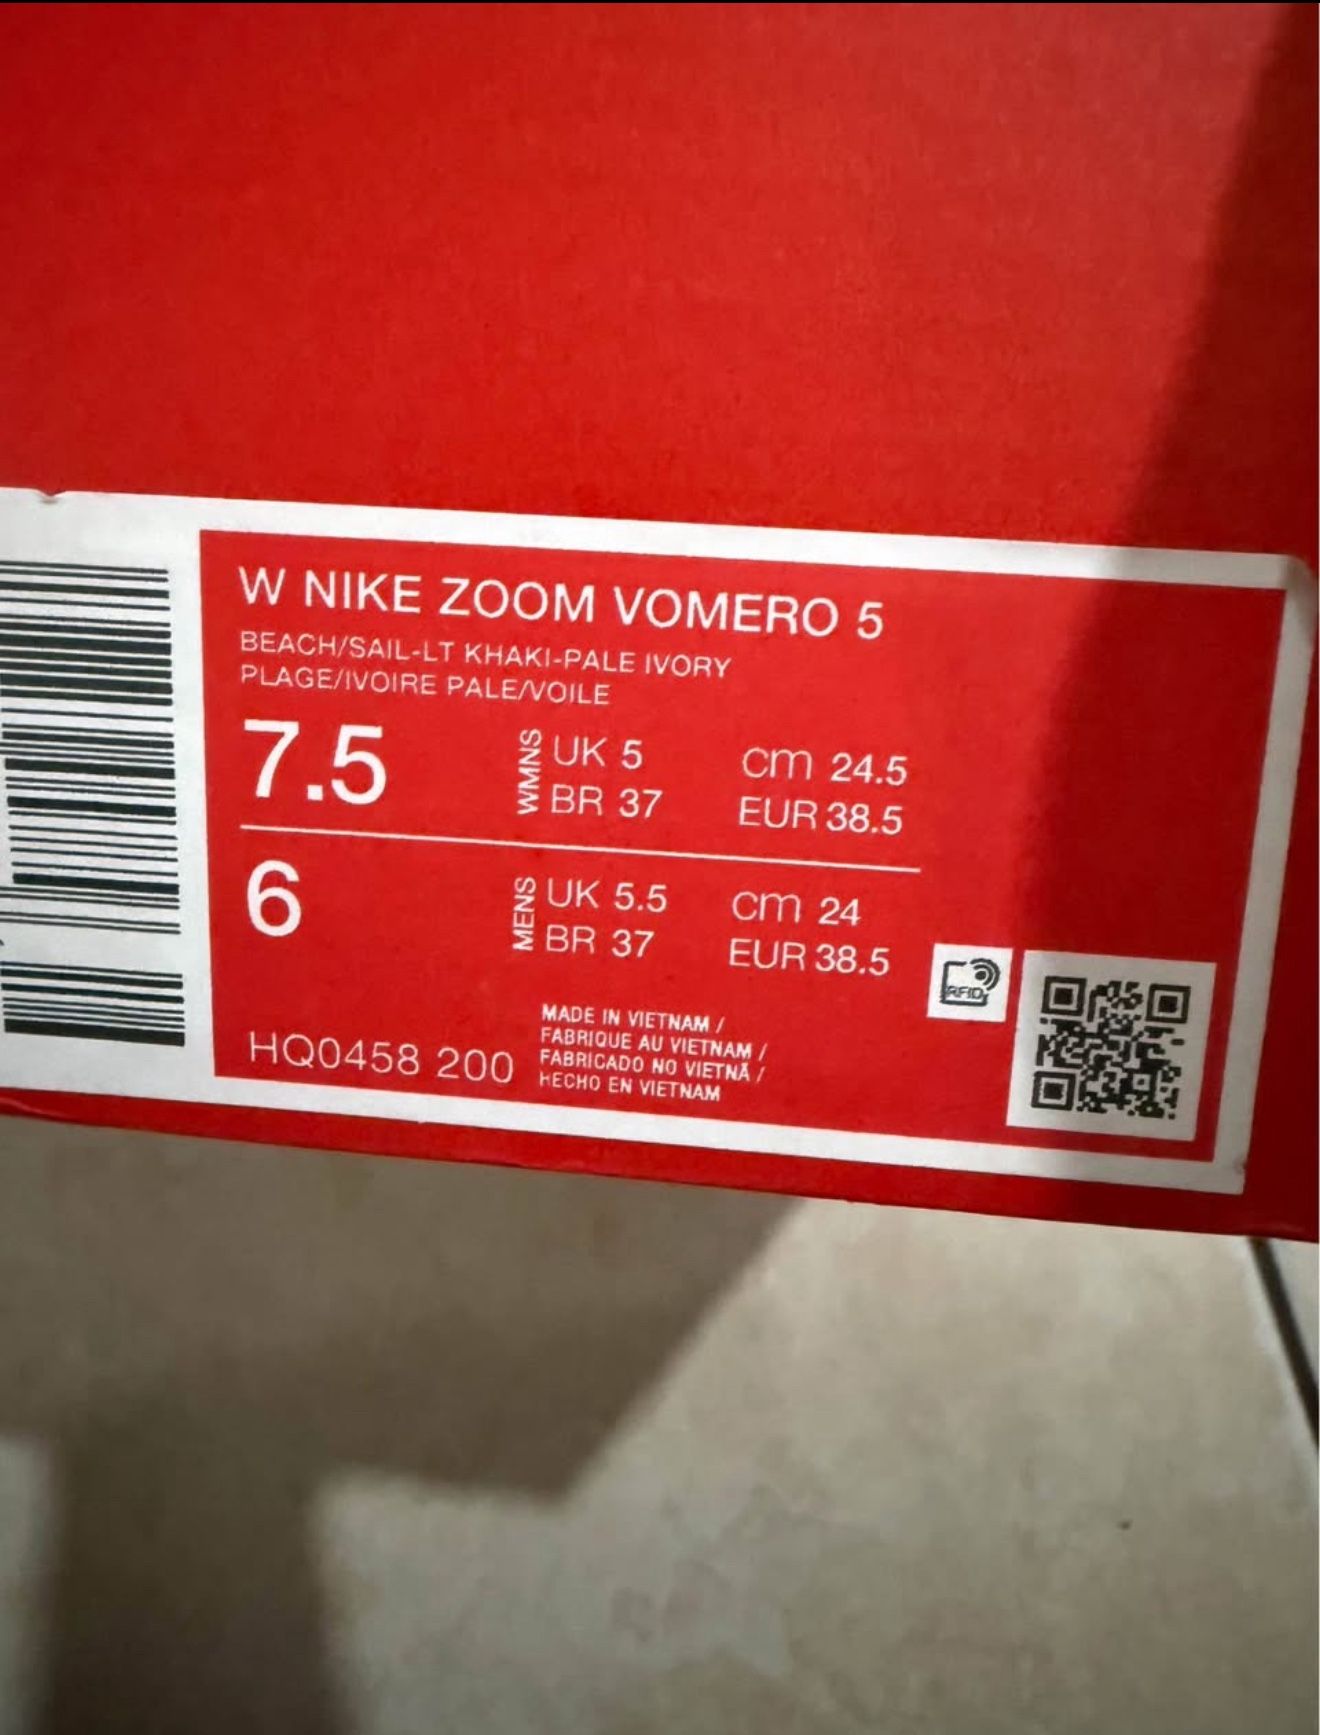 W NIKE ZOOM VOMERO 5
BEACH/SAIL-LT KHAKI-PALE IVORY
PLAGE/IVOIRE PALE/VOILE
7.5 WMNS UK 5 cm 24.5
BR 37 EUR 38.5
6 MENS UK 5.5 cm 24
BR 37 EUR 38.5
RFID
MADE IN VIETNAM /
FABRIQUE AU VIETNAM /
FABRICADO NO VIETNÃ /
HECHO EN VIETNAM
HQ0458 200